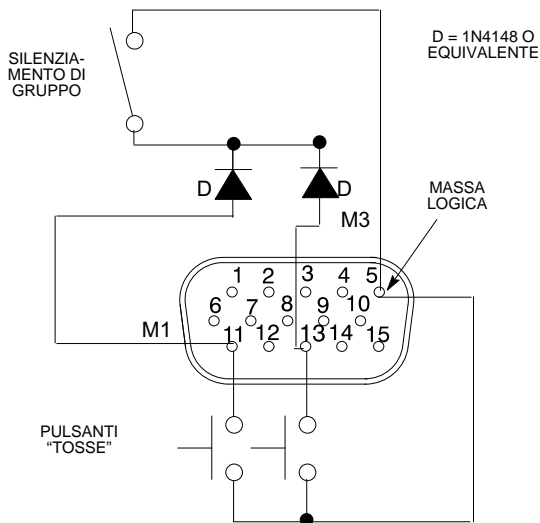 SILENZIA-
MENTO DI
GRUPPO
D = 1N4148 O
EQUIVALENTE
D
D
M3
MASSA
LOGICA
1 2 3 4 5
6 7 8 9 10
M1
11 12 13 14 15
PULSANTI
“TOSSE”